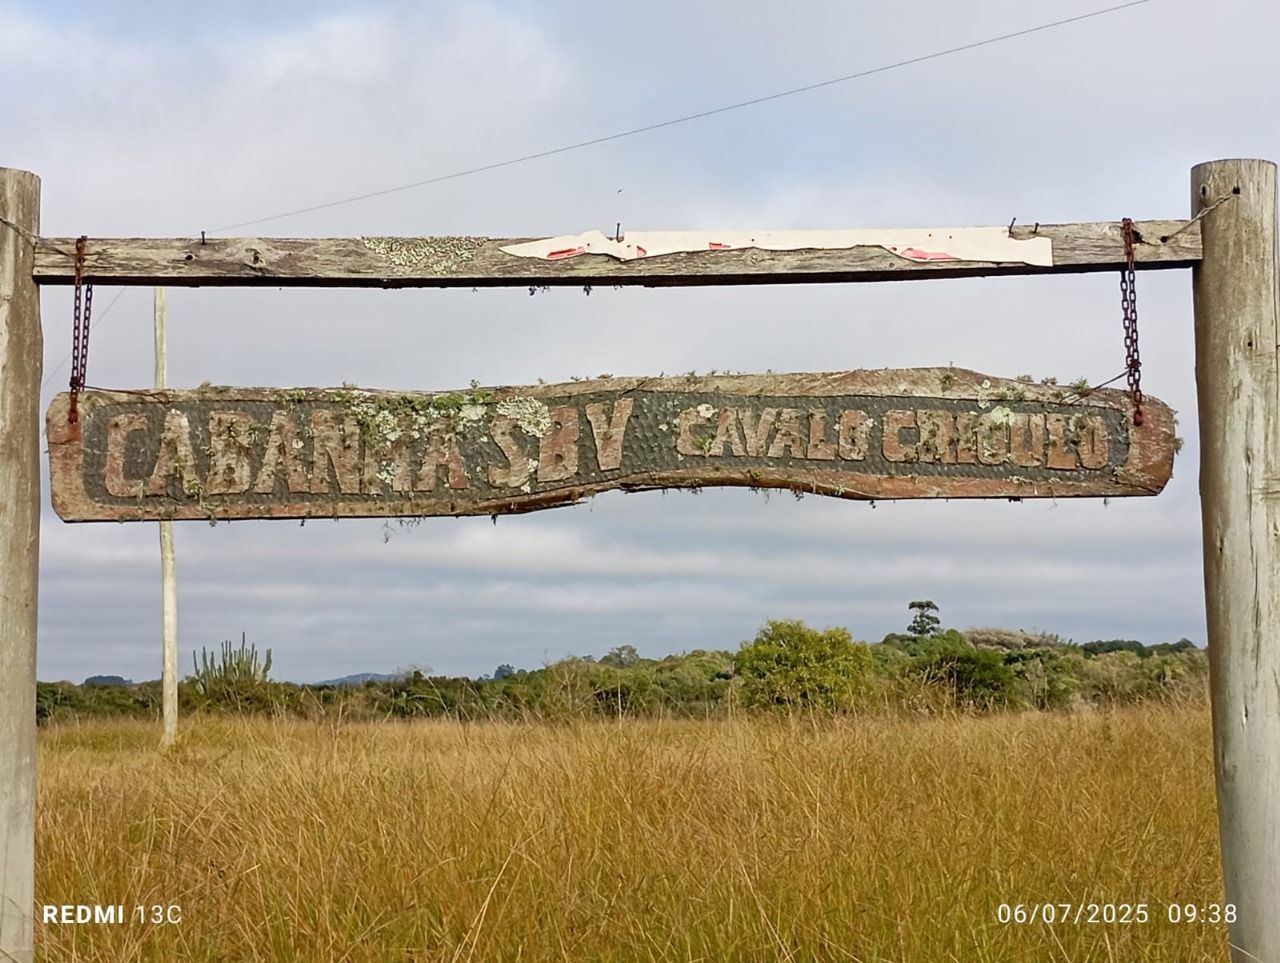 CABANHA SBV CAVALO CRIOULO
REDMI 13C
06/07/2025 09:38